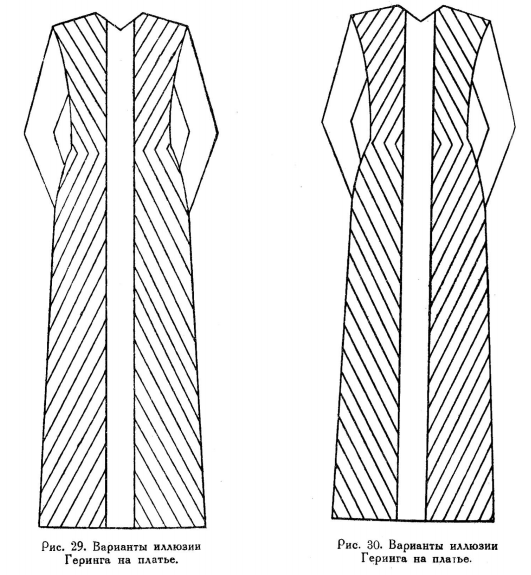 Рис. 29. Варианты иллюзии
Геринга на платье.
Рис. 30. Варианты иллюзии
Геринга на платье.